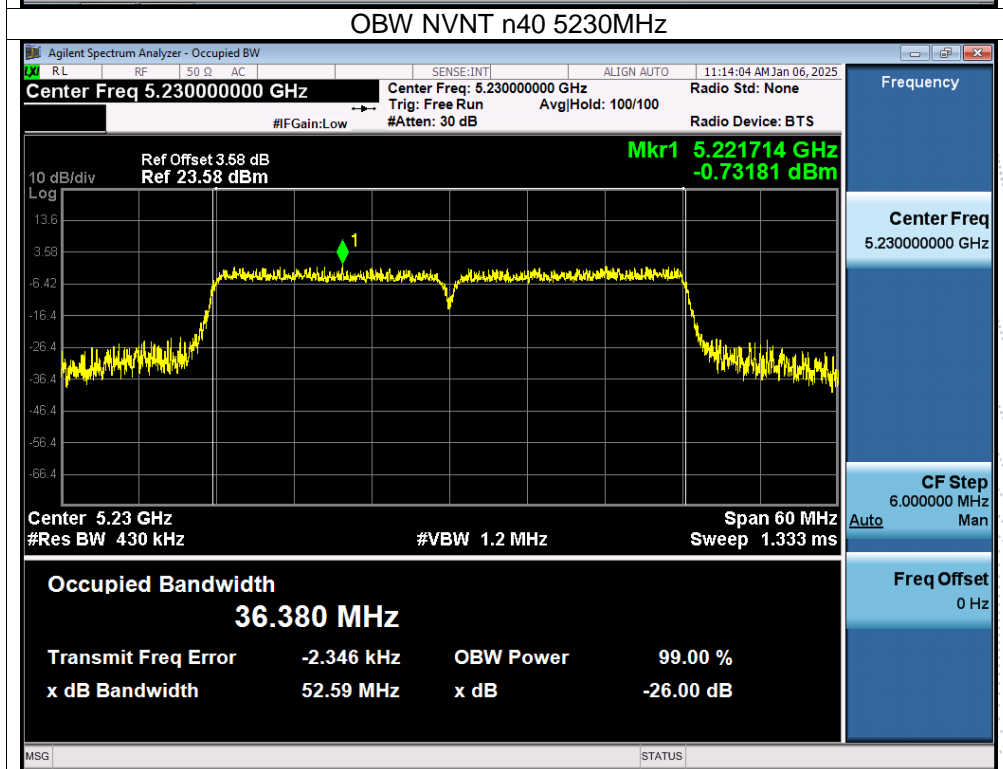 OBW NVNT n40 5230MHz
Agilent Spectrum Analyzer - Occupied BW
LXI RL RF 50 Ω AC SENSE:INT ALIGN AUTO 11:14:04 AM Jan 06, 2025
Center Freq 5.230000000 GHz Center Freq: 5.230000000 GHz Radio Std: None
Trig: Free Run Avg|Hold: 100/100
#IFGain:Low #Atten: 30 dB Radio Device: BTS
Frequency
Mkr1 5.221714 GHz
-0.73181 dBm
Ref Offset 3.58 dB
10 dB/div Ref 23.58 dBm
Log
13.6
3.58
-6.42
-16.4
-26.4
-36.4
-46.4
-56.4
-66.4
1
Center 5.23 GHz Span 60 MHz
#Res BW 430 kHz #VBW 1.2 MHz Sweep 1.333 ms
Occupied Bandwidth
36.380 MHz
Transmit Freq Error -2.346 kHz OBW Power 99.00 %
x dB Bandwidth 52.59 MHz x dB -26.00 dB
Center Freq
5.230000000 GHz
CF Step
6.000000 MHz
Auto Man
Freq Offset
0 Hz
MSG STATUS